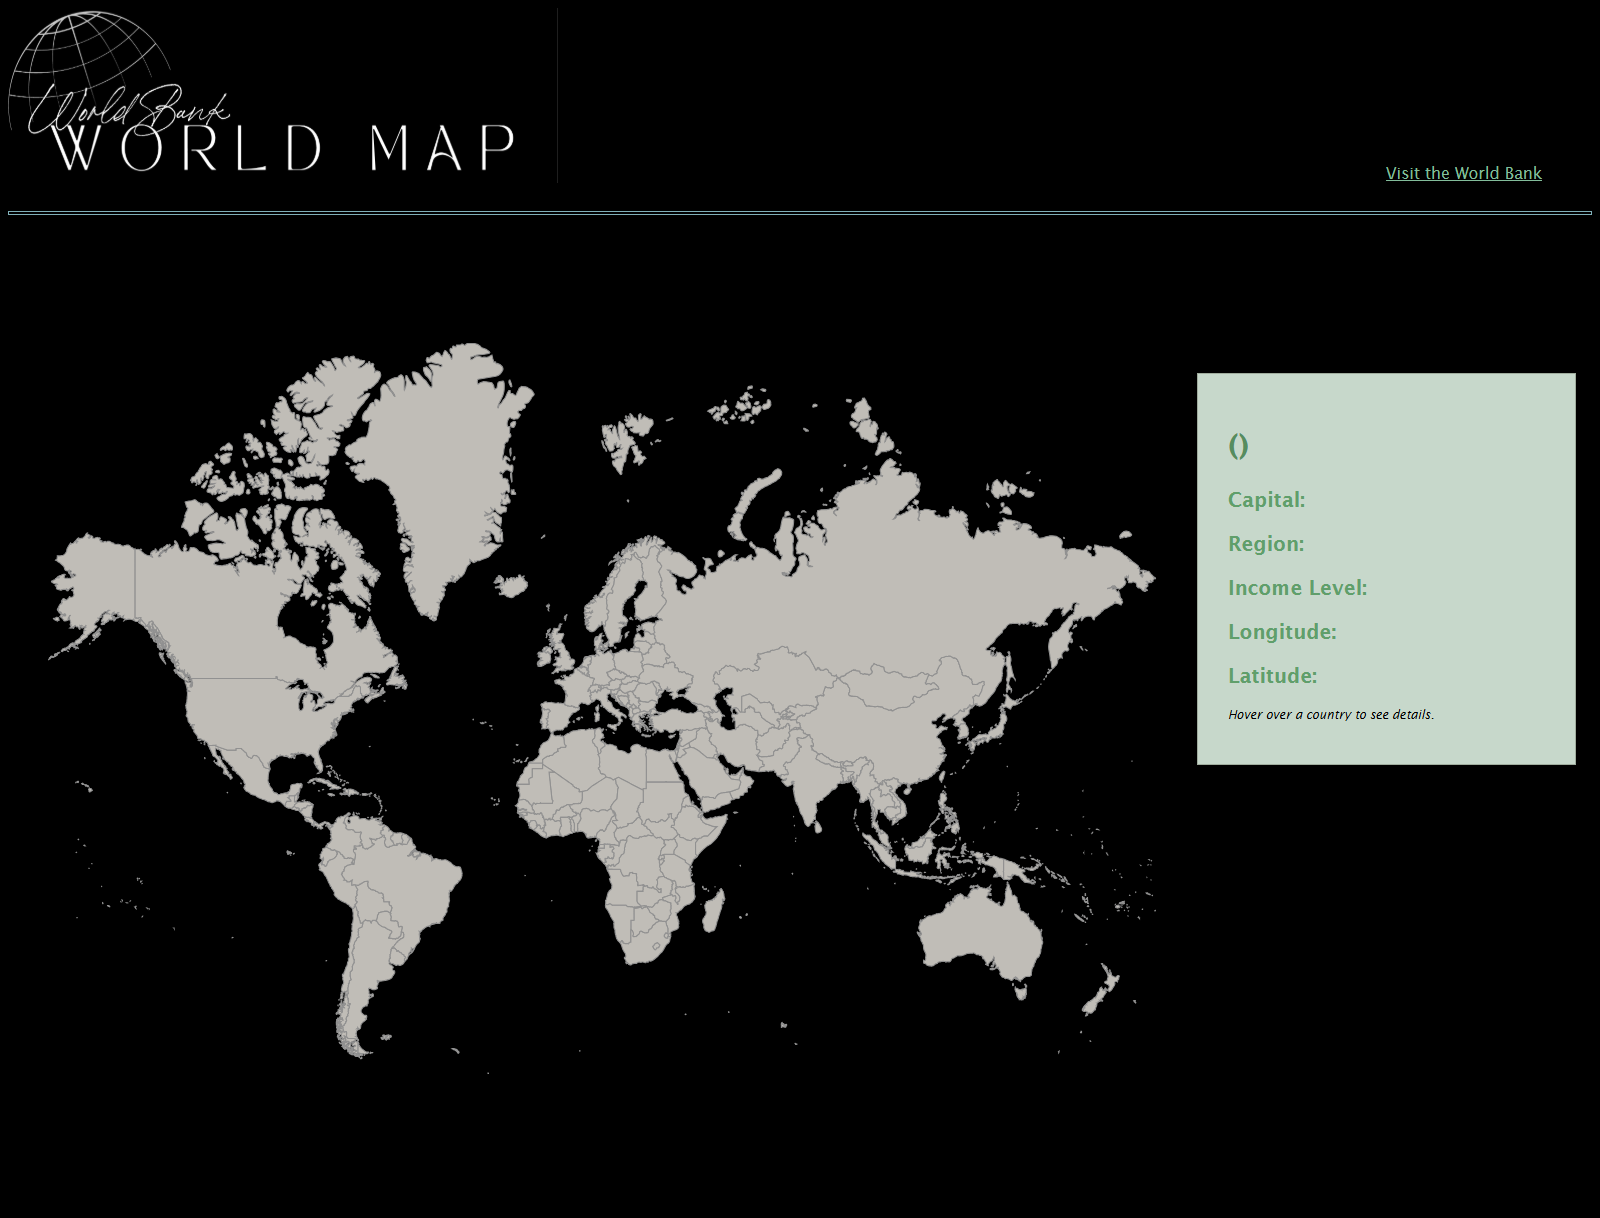 World Bank
WORLD MAP
Visit the World Bank
()
Capital:
Region:
Income Level:
Longitude:
Latitude:
Hover over a country to see details.